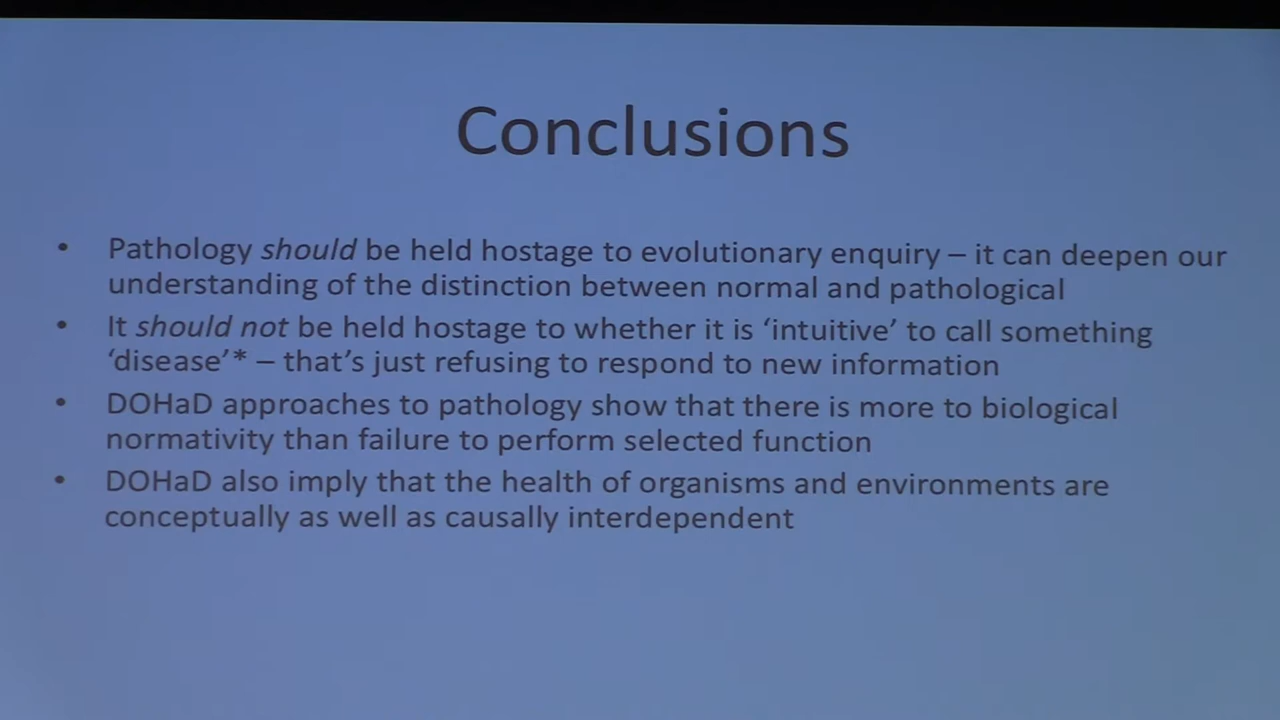 Conclusions
• Pathology should be held hostage to evolutionary enquiry – it can deepen our
understanding of the distinction between normal and pathological
• It should not be held hostage to whether it is ‘intuitive’ to call something
‘disease’* – that’s just refusing to respond to new information
• DOHaD approaches to pathology show that there is more to biological
normativity than failure to perform selected function
• DOHaD also imply that the health of organisms and environments are
conceptually as well as causally interdependent